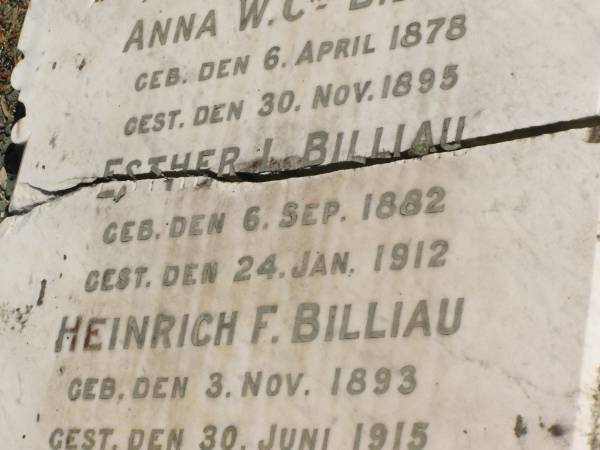 ANNA W. C.
GEB. DEN 6. APRIL 1878
GEST. DEN 30. NOV. 1895
ESTHER I. BILLIAU
GEB. DEN 6. SEP. 1882
GEST. DEN 24. JAN. 1912
HEINRICH F. BILLIAU
GEB. DEN 3. NOV. 1893
GEST. DEN 30. JUNI 1915